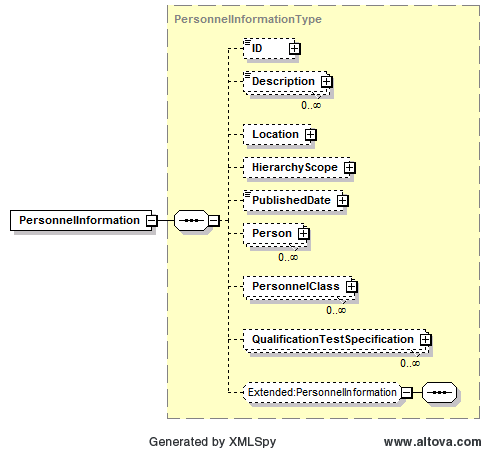 PersonnelInformationType
ID
Description
0..∞
Location
HierarchyScope
PublishedDate
PersonnelInformation
Person
0..∞
PersonnelClass
0..∞
QualificationTestSpecification
0..∞
Extended:PersonnelInformation
Generated by XMLSpy
www.altova.com